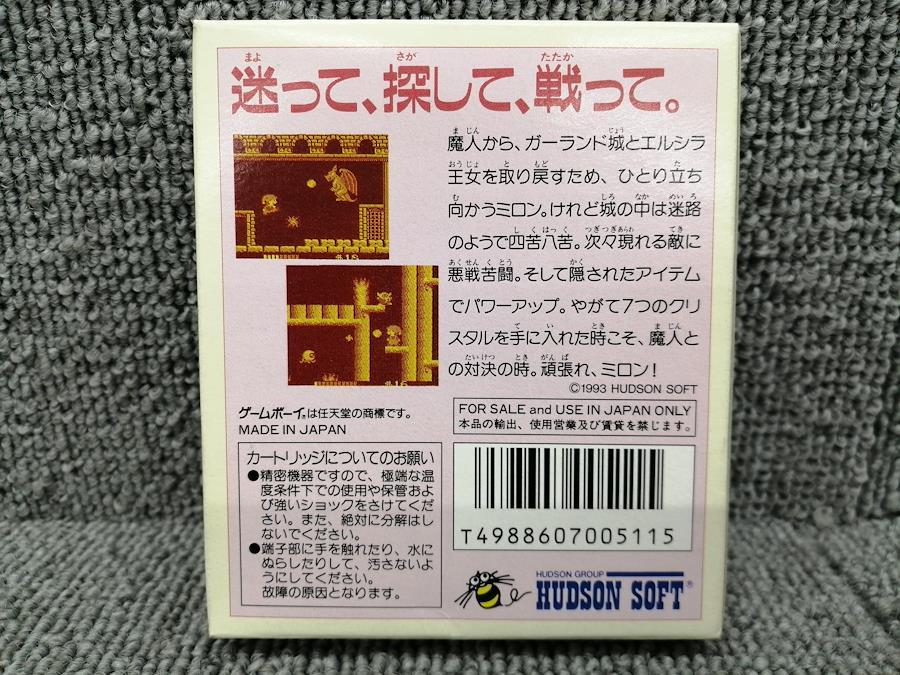 迷って、探して、戦って。
魔人から、ガーランド城とエルシラ
王女を取り戻すため、ひとり立ち
向かうミロン。けれど城の中は迷路
のようで四苦八苦。次々現れる敵に
悪戦苦闘。そして隠されたアイテム
でパワーアップ。やがて7つのクリ
スタルを手に入れた時こそ、魔人と
の対決の時。頑張れ、ミロン!
©1993 HUDSON SOFT
#16
ゲームボーイ®は任天堂の商標です。
MADE IN JAPAN
FOR SALE and USE IN JAPAN ONLY
本品の輸出、使用営業及び賃貸を禁じます。
カートリッジについてのお願い
●精密機器ですので、極端な温
度条件下での使用や保管およ
び強いショックをさけてくだ
さい。また、絶対に分解はし
ないでください。
●端子部に手を触れたり、水に
ぬらしたりして、汚さないよ
うにしてください。
故障の原因となります。
T4988607005115
HUDSON GROUP
HUDSON SOFT®